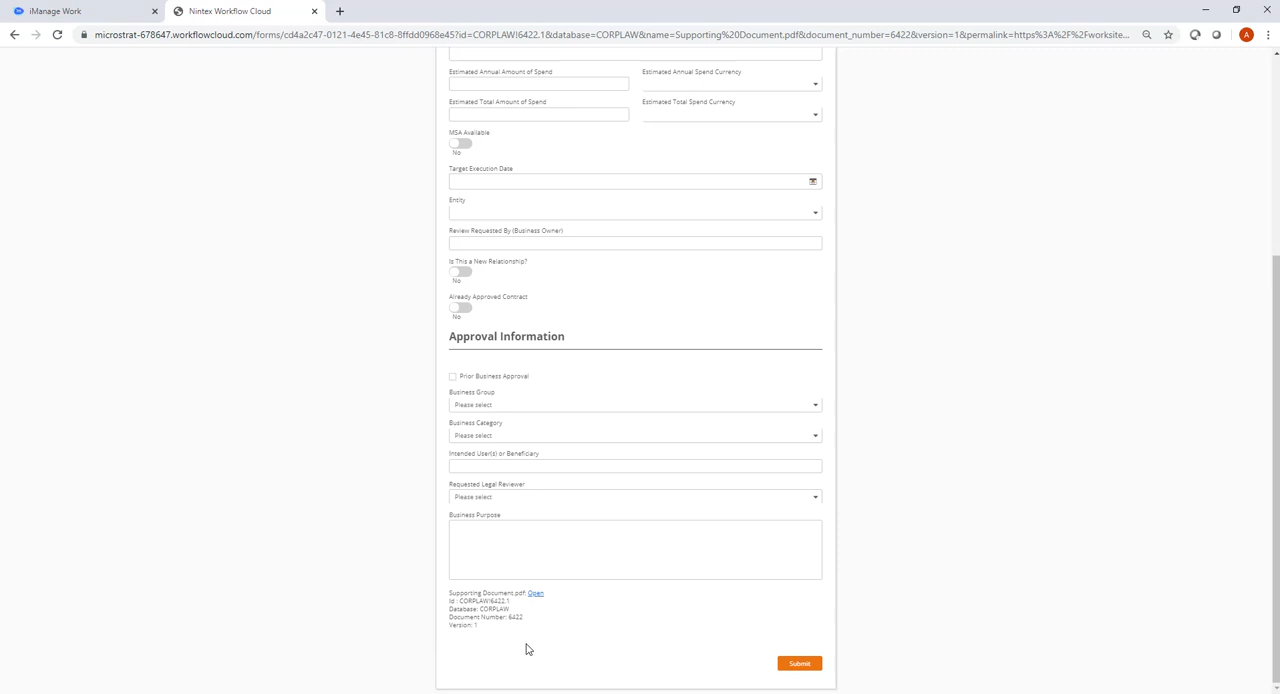 iManage Work
Nintex Workflow Cloud
microstrat-678647.workflowcloud.com/forms/cd4a2c47-0121-4e45-81c8-8ffdd0968e45?id=CORPLAW!6422.1&database=CORPLAW&name=Supporting%20Document.pdf&document_number=6422&version=1&permalink=https%3A%2F%2Fworksite...
A
Estimated Annual Amount of Spend
Estimated Annual Spend Currency
Estimated Total Amount of Spend
Estimated Total Spend Currency
MSA Available
No
Target Execution Date
Entity
Review Requested By (Business Owner)
Is This a New Relationship?
No
Already Approved Contract
No
Approval Information
Prior Business Approval
Business Group
Please select
Business Category
Please select
Intended User(s) or Beneficiary
Requested Legal Reviewer
Please select
Business Purpose
Supporting Document.pdf: Open
Id : CORPLAW!6422.1
Database: CORPLAW
Document Number: 6422
Version: 1
Submit